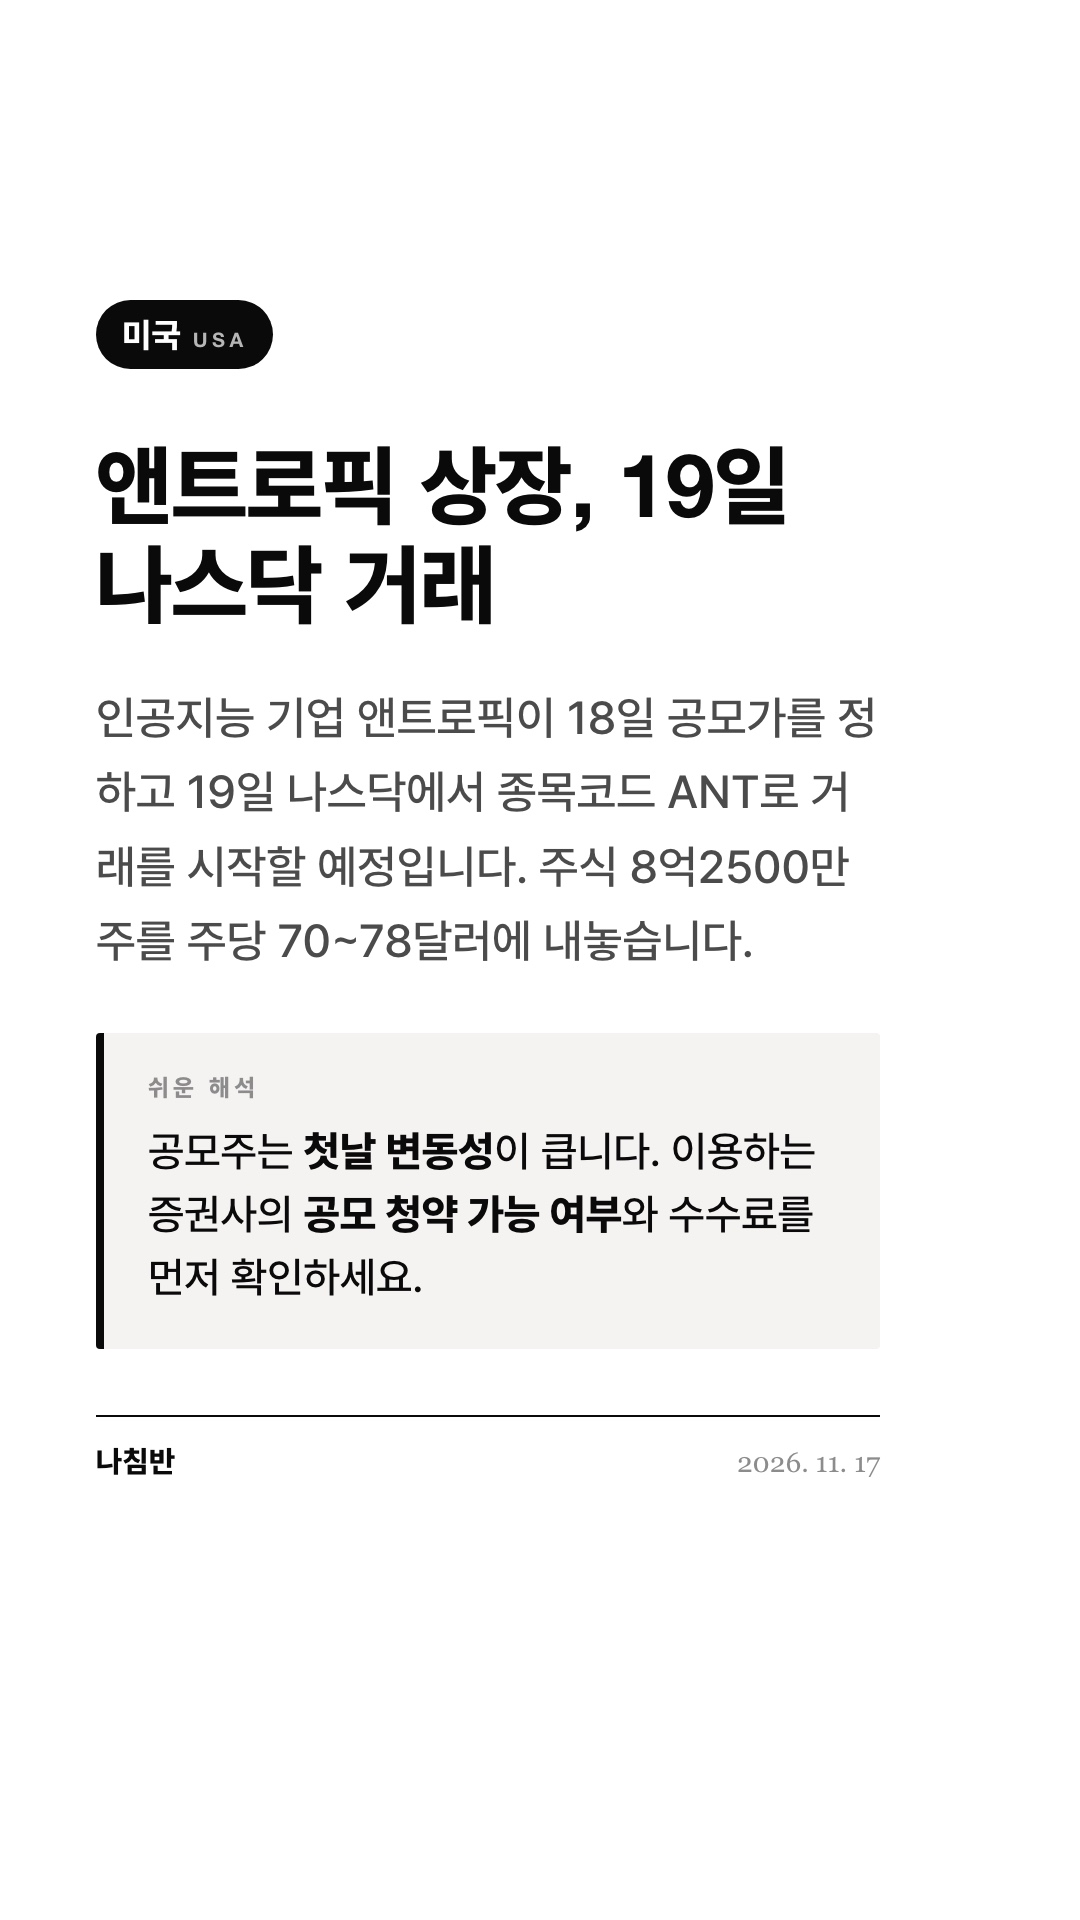 미국 USA
앤트로픽 상장, 19일
나스닥 거래
인공지능 기업 앤트로픽이 18일 공모가를 정
하고 19일 나스닥에서 종목코드 ANT로 거
래를 시작할 예정입니다. 주식 8억2500만
주를 주당 70~78달러에 내놓습니다.
쉬운 해석
공모주는 첫날 변동성이 큽니다. 이용하는
증권사의 공모 청약 가능 여부와 수수료를
먼저 확인하세요.
나침반
2026. 11. 17